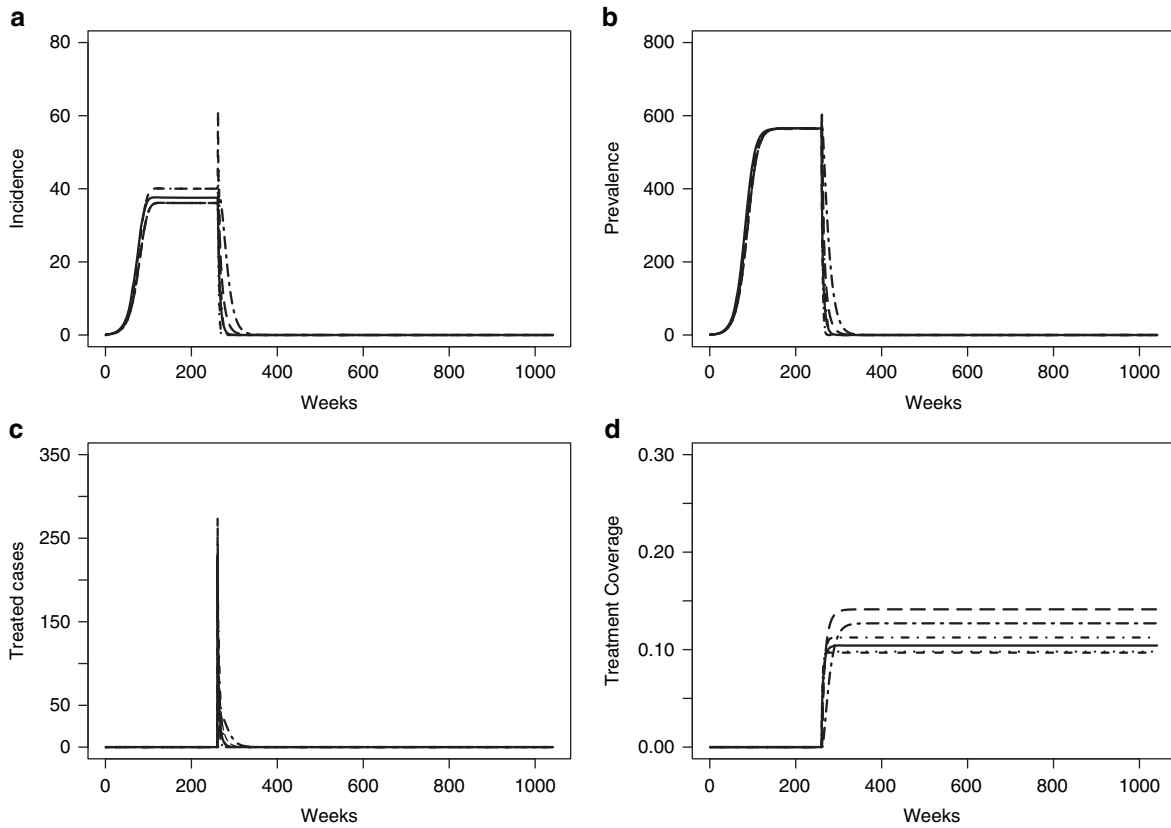 a
80
60
40
20
0
Incidence
0 200 400 600 800 1000
Weeks
b
800
600
400
200
0
Prevalence
0 200 400 600 800 1000
Weeks
c
350
250
150
50
0
Treated cases
0 200 400 600 800 1000
Weeks
d
0.30
0.20
0.10
0.00
Treatment Coverage
0 200 400 600 800 1000
Weeks